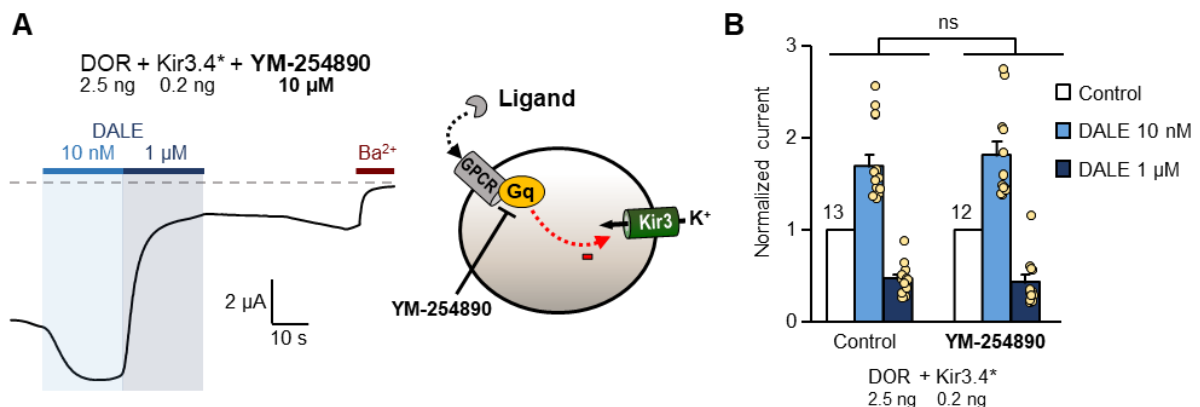 A
DOR + Kir3.4* + YM-254890
2.5 ng 0.2 ng 10 µM
DALE
10 nM 1 µM
Ba2+
2 µA
10 s
Ligand
GPCR
Gq
Kir3
K+
YM-254890
B
ns
Normalized current
3
2
1
0
13
12
Control
DALE 10 nM
DALE 1 µM
Control YM-254890
DOR + Kir3.4*
2.5 ng 0.2 ng